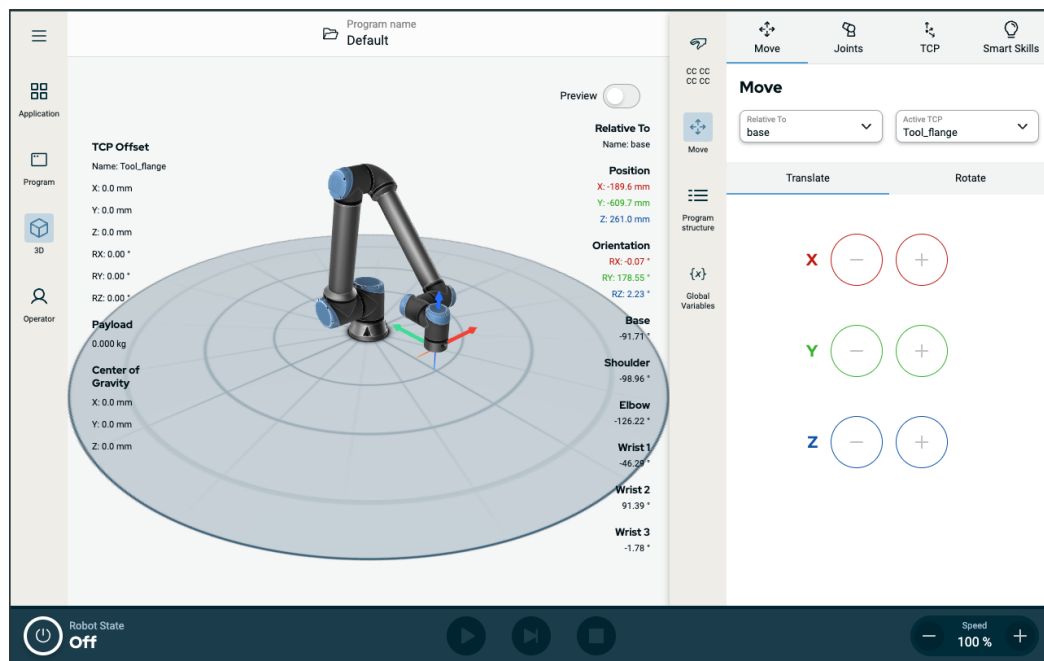 Program name
Default
Application
Program
3D
Operator
Preview
TCP Offset
Name: Tool_flange
X: 0.0 mm
Y: 0.0 mm
Z: 0.0 mm
RX: 0.00 °
RY: 0.00 °
RZ: 0.00 °
Payload
0.000 kg
Center of
Gravity
X: 0.0 mm
Y: 0.0 mm
Z: 0.0 mm
Relative To
Name: base
Position
X: -189.6 mm
Y: -609.7 mm
Z: 261.0 mm
Orientation
RX: -0.07 °
RY: 178.55 °
RZ: 2.23 °
Base
-91.71 °
Shoulder
-98.96 °
Elbow
-126.22 °
Wrist 1
-46.29 °
Wrist 2
91.39 °
Wrist 3
-1.78 °
CC CC
CC CC
Move
Program
structure
{x}
Global
Variables
Move
Joints
TCP
Smart Skills
Move
Relative To
base
Active TCP
Tool_flange
Translate
Rotate
X
Y
Z
Robot State
Off
Speed
100 %